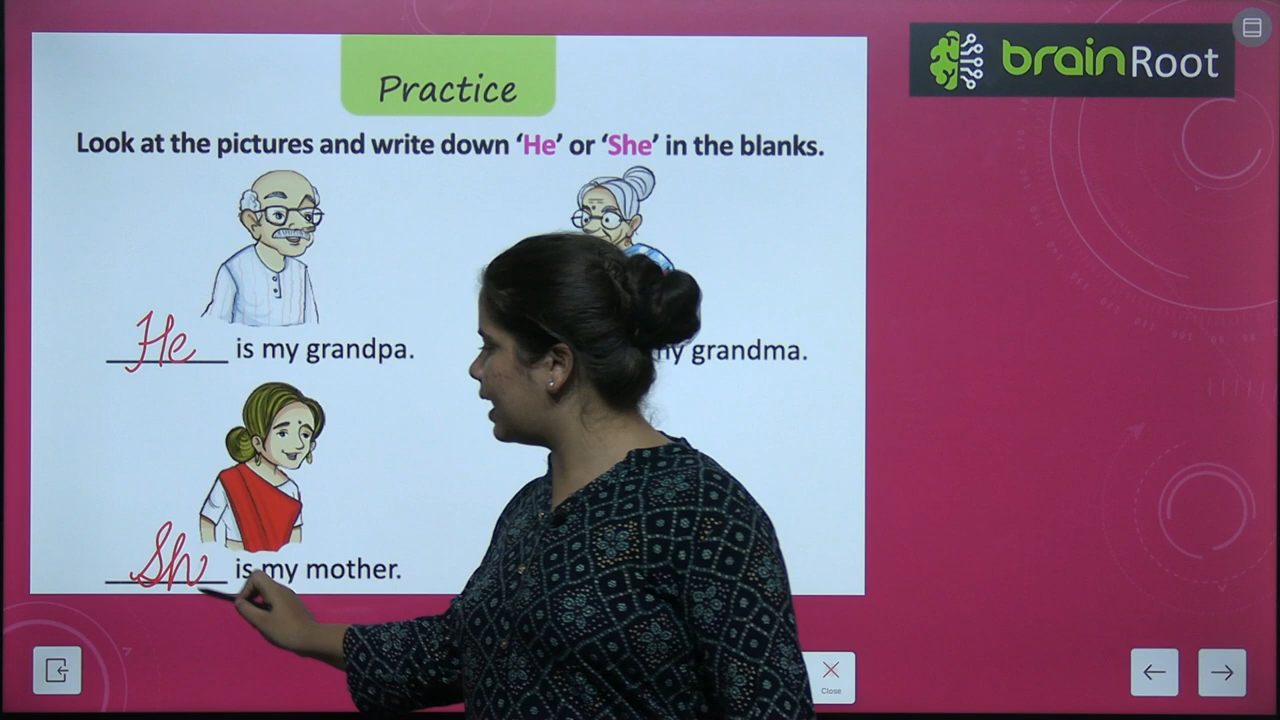 brainRoot
Practice
Look at the pictures and write down ‘He’ or ‘She’ in the blanks.
He is my grandpa.
my grandma.
Sh is my mother.
Close